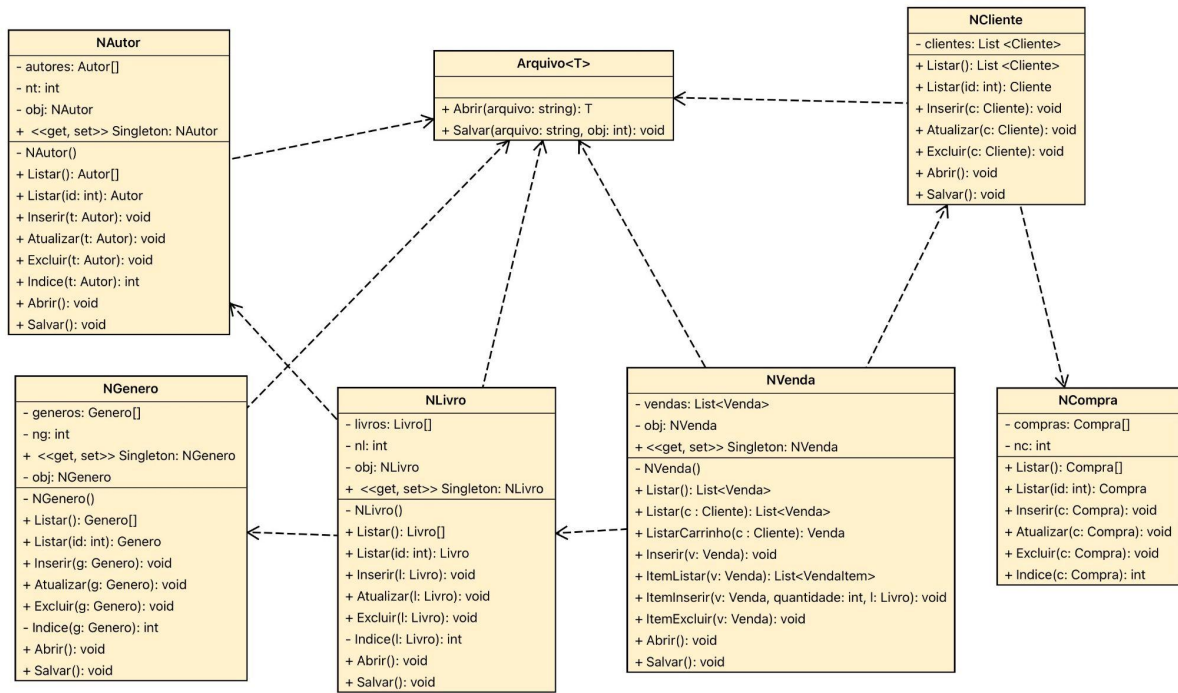 NAutor
- autores: Autor[]
- nt: int
- obj: NAutor
+ <<get, set>> Singleton: NAutor
- NAutor()
+ Listar(): Autor[]
+ Listar(id: int): Autor
+ Inserir(t: Autor): void
+ Atualizar(t: Autor): void
+ Excluir(t: Autor): void
+ Indice(t: Autor): int
+ Abrir(): void
+ Salvar(): void
Arquivo<T>
+ Abrir(arquivo: string): T
+ Salvar(arquivo: string, obj: int): void
NCliente
- clientes: List <Cliente>
+ Listar(): List <Cliente>
+ Listar(id: int): Cliente
+ Inserir(c: Cliente): void
+ Atualizar(c: Cliente): void
+ Excluir(c: Cliente): void
+ Abrir(): void
+ Salvar(): void
NGenero
- generos: Genero[]
- ng: int
+ <<get, set>> Singleton: NGenero
- obj: NGenero
- NGenero()
+ Listar(): Genero[]
+ Listar(id: int): Genero
+ Inserir(g: Genero): void
+ Atualizar(g: Genero): void
+ Excluir(g: Genero): void
- Indice(g: Genero): int
+ Abrir(): void
+ Salvar(): void
NLivro
- livros: Livro[]
- nl: int
- obj: NLivro
+ <<get, set>> Singleton: NLivro
- NLivro()
+ Listar(): Livro[]
+ Listar(id: int): Livro
+ Inserir(l: Livro): void
+ Atualizar(l: Livro): void
+ Excluir(l: Livro): void
- Indice(l: Livro): int
+ Abrir(): void
+ Salvar(): void
NVenda
- vendas: List<Venda>
- obj: NVenda
+ <<get, set>> Singleton: NVenda
- NVenda()
+ Listar(): List<Venda>
+ Listar(c : Cliente): List<Venda>
+ ListarCarrinho(c : Cliente): Venda
+ Inserir(v: Venda): void
+ ItemListar(v: Venda): List<VendaItem>
+ ItemInserir(v: Venda, quantidade: int, l: Livro): void
+ ItemExcluir(v: Venda): void
+ Abrir(): void
+ Salvar(): void
NCompra
- compras: Compra[]
- nc: int
+ Listar(): Compra[]
+ Listar(id: int): Compra
+ Inserir(c: Compra): void
+ Atualizar(c: Compra): void
+ Excluir(c: Compra): void
+ Indice(c: Compra): int